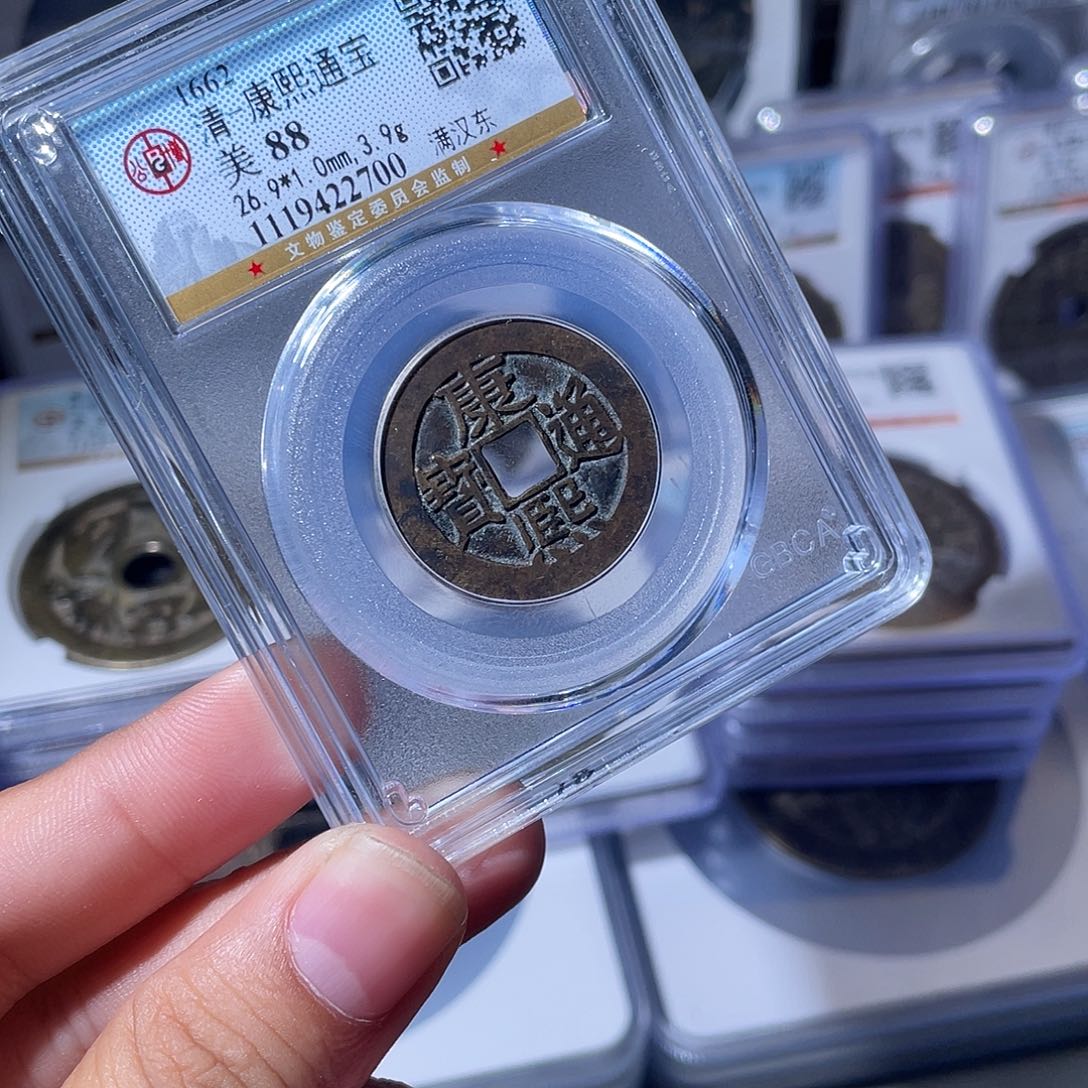 1662
青 康熙通宝
美 88
26.9*1 0mm, 3.9g 满汉东
1119422700
文物鉴定委员会监制
康熙通寶
GBCA